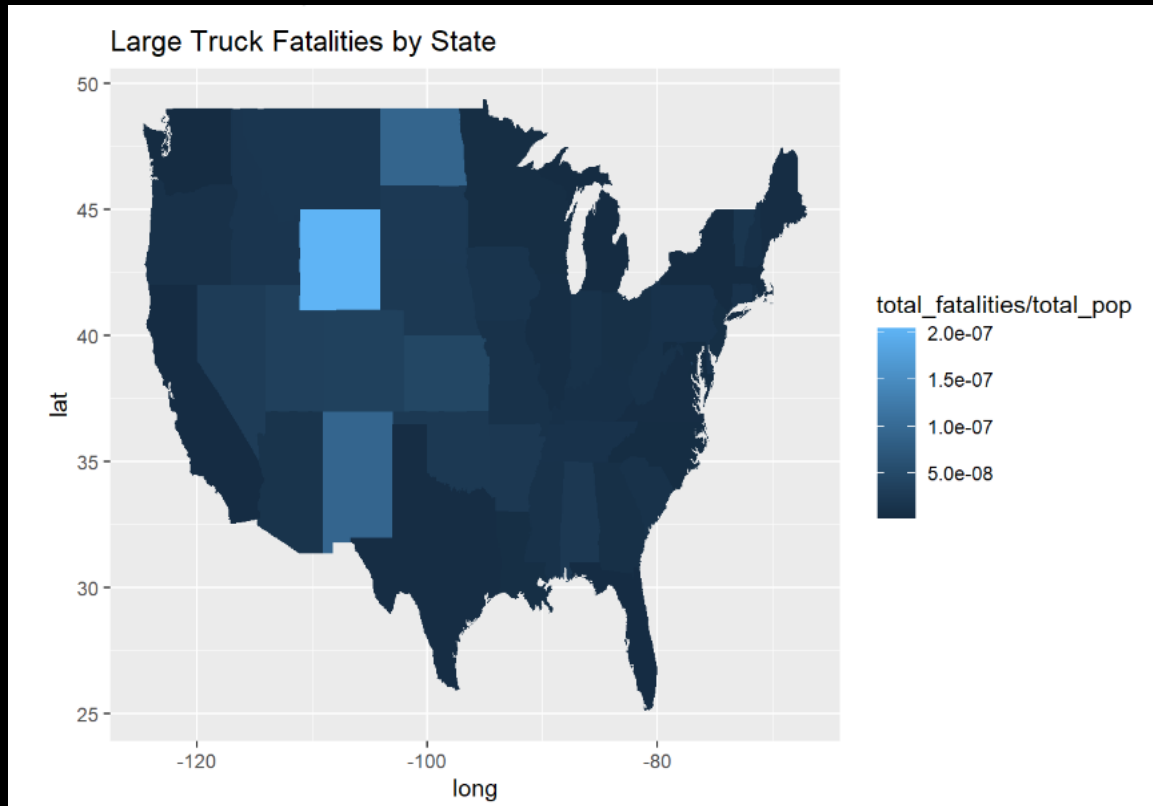 Large Truck Fatalities by State
50
45
40
35
30
25
lat
-120
-100
-80
long
total_fatalities/total_pop
2.0e-07
1.5e-07
1.0e-07
5.0e-08